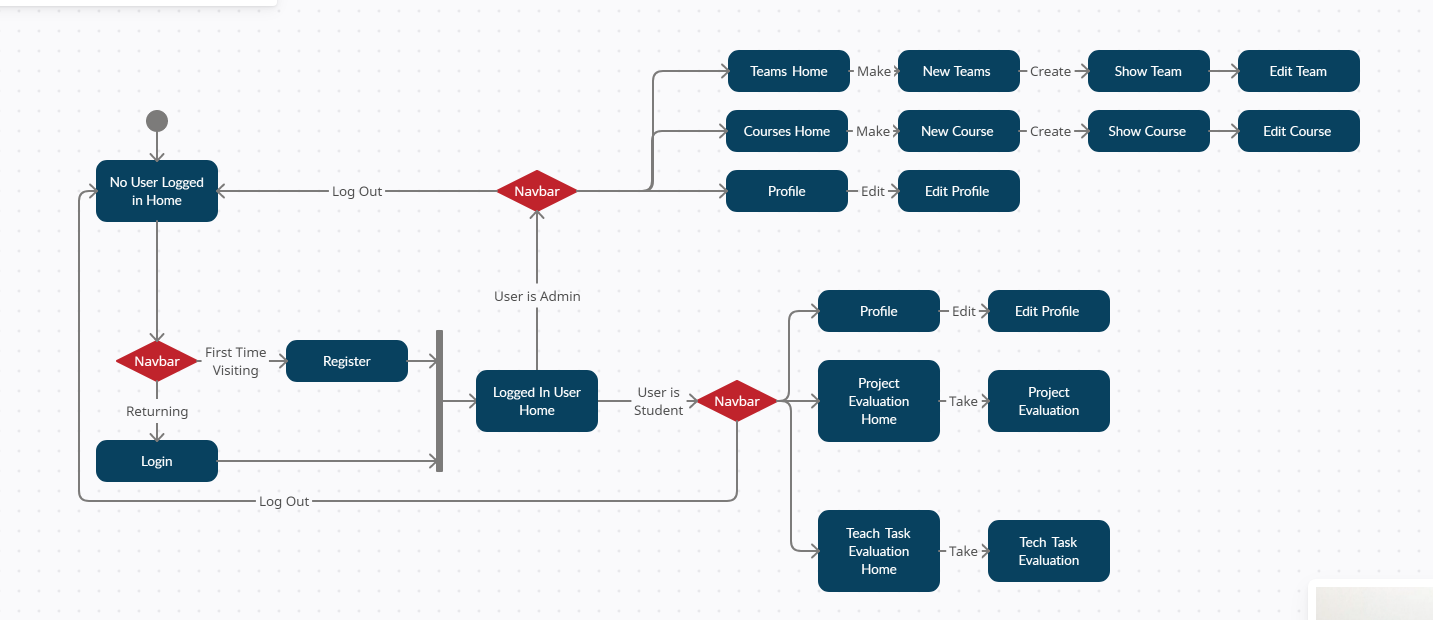 Teams Home
Make
New Teams
Create
Show Team
Edit Team
Courses Home
Make
New Course
Create
Show Course
Edit Course
No User Logged
in Home
Log Out
Navbar
Profile
Edit
Edit Profile
User is Admin
Navbar
First Time
Visiting
Register
Returning
Login
Logged In User
Home
User is
Student
Navbar
Log Out
Profile
Edit
Edit Profile
Project
Evaluation
Home
Take
Project
Evaluation
Teach Task
Evaluation
Home
Take
Tech Task
Evaluation